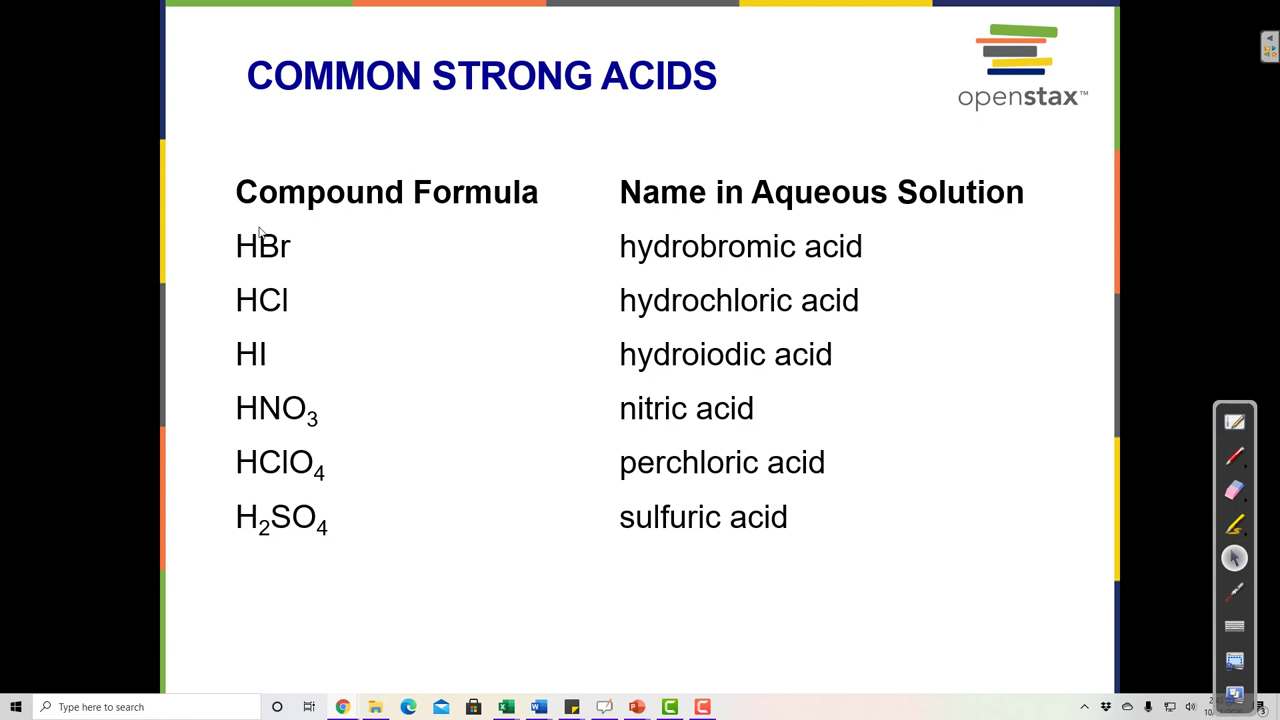 COMMON STRONG ACIDS
openstax™
Compound Formula Name in Aqueous Solution
HBr hydrobromic acid
HCl hydrochloric acid
HI hydroiodic acid
HNO₃ nitric acid
HClO₄ perchloric acid
H₂SO₄ sulfuric acid
Type here to search